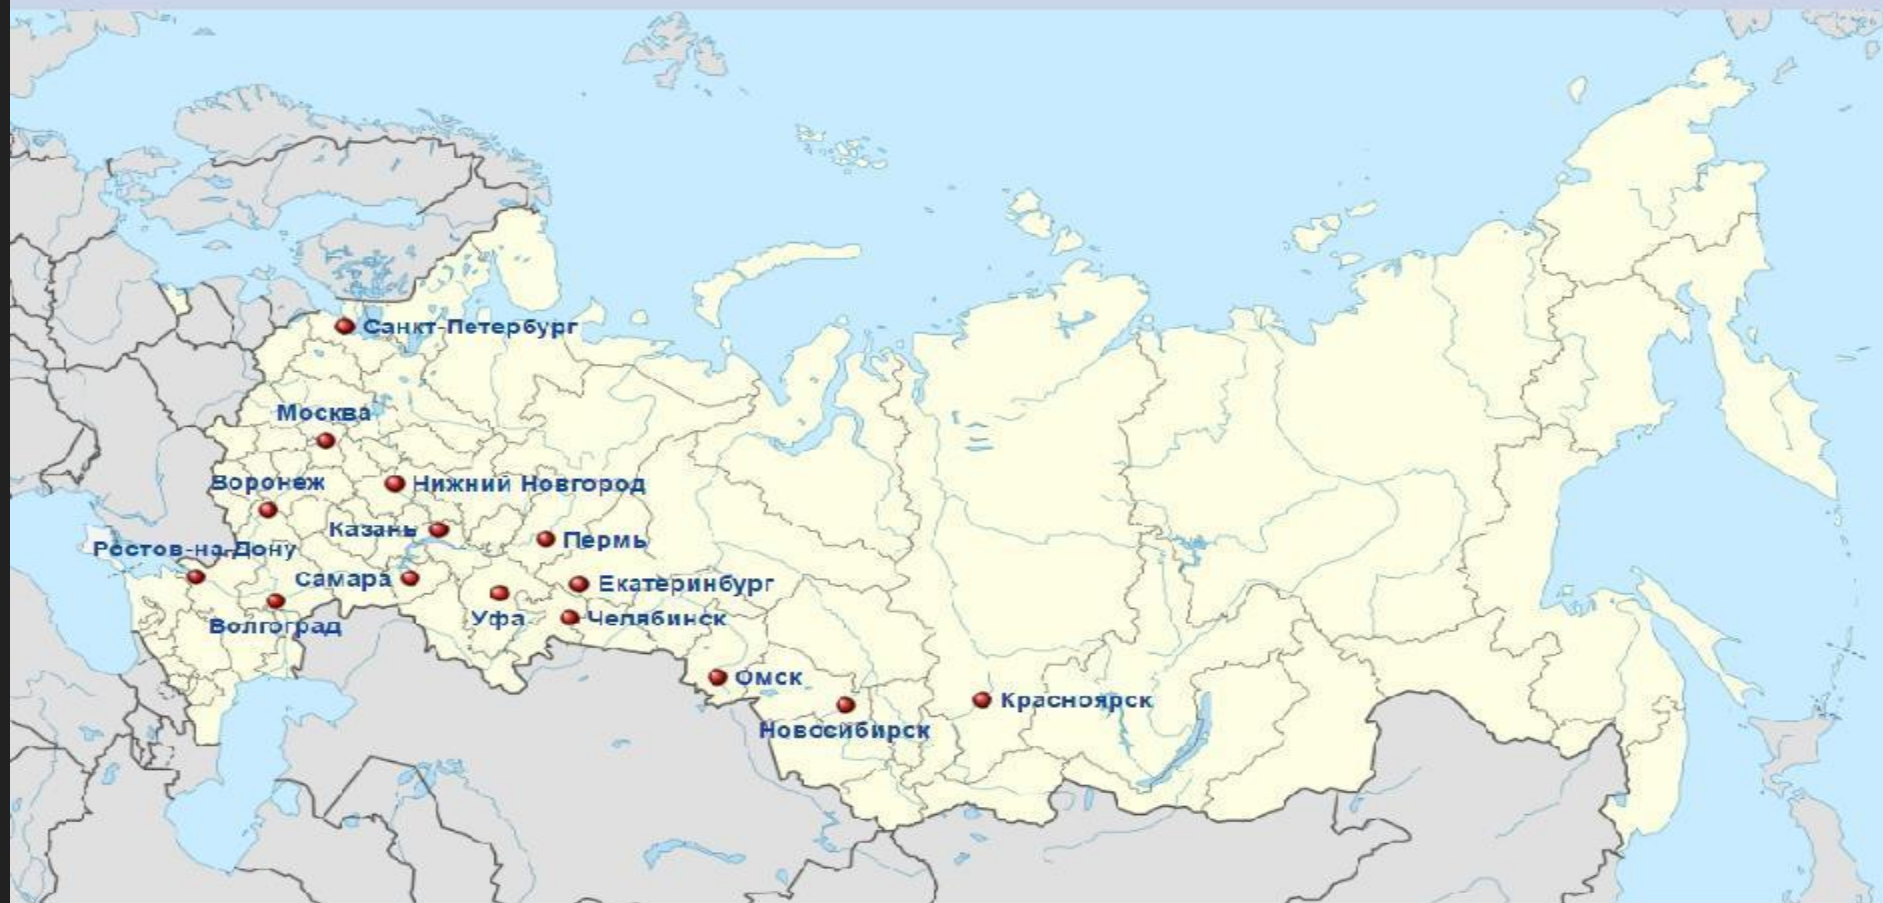 Санкт-Петербург
Москва
Воронеж
Нижний Новгород
Казань
Пермь
Ростов-на-Дону
Самара
Екатеринбург
Уфа
Челябинск
Волгоград
Омск
Красноярск
Новосибирск